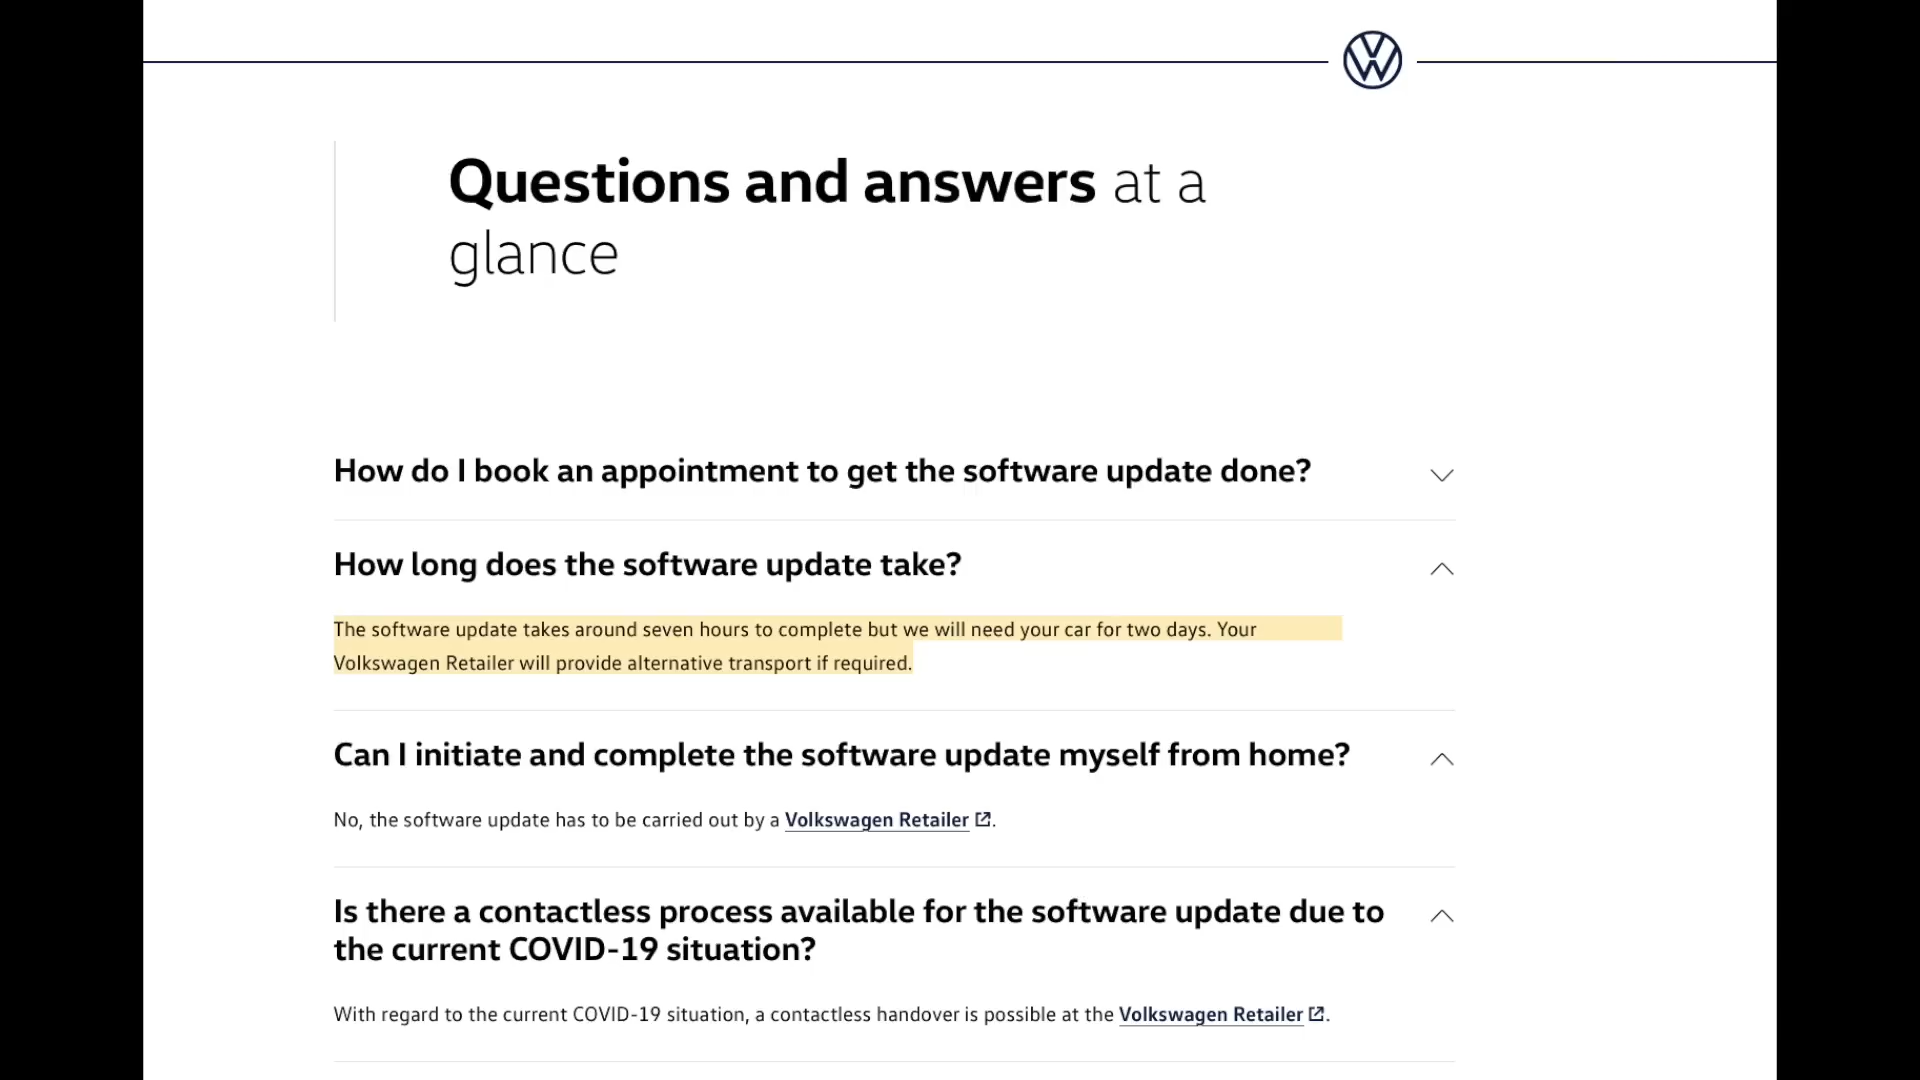 Questions and answers at a
glance
How do I book an appointment to get the software update done?
How long does the software update take?
The software update takes around seven hours to complete but we will need your car for two days. Your
Volkswagen Retailer will provide alternative transport if required.
Can I initiate and complete the software update myself from home?
No, the software update has to be carried out by a Volkswagen Retailer.
Is there a contactless process available for the software update due to
the current COVID-19 situation?
With regard to the current COVID-19 situation, a contactless handover is possible at the Volkswagen Retailer.